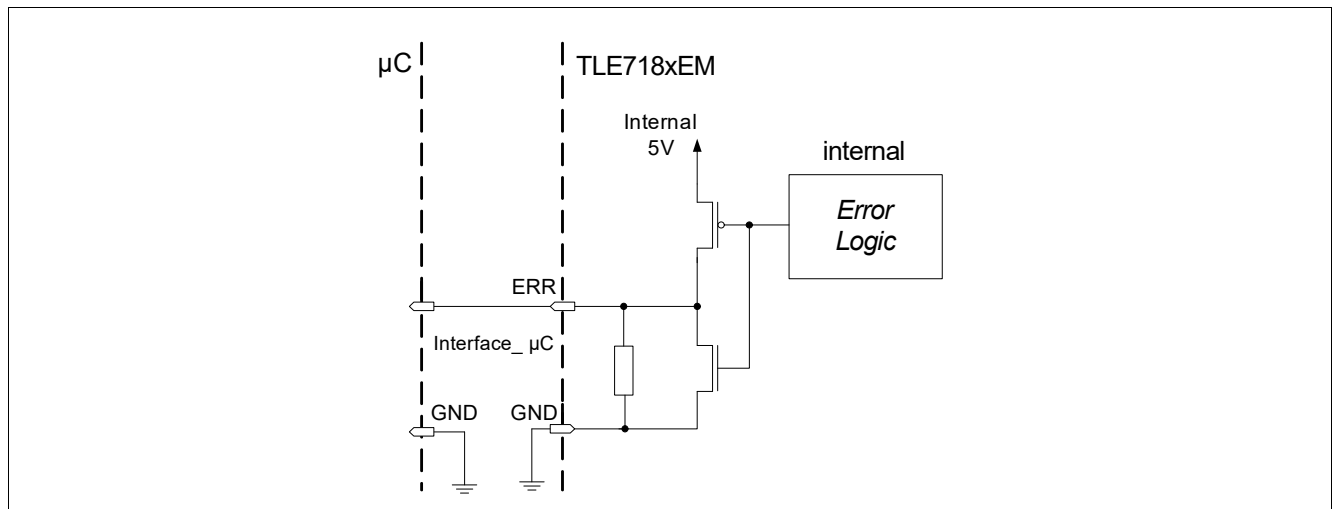 µC
TLE718xEM
Internal
5V
internal
Error
Logic
ERR
Interface_ µC
GND
GND